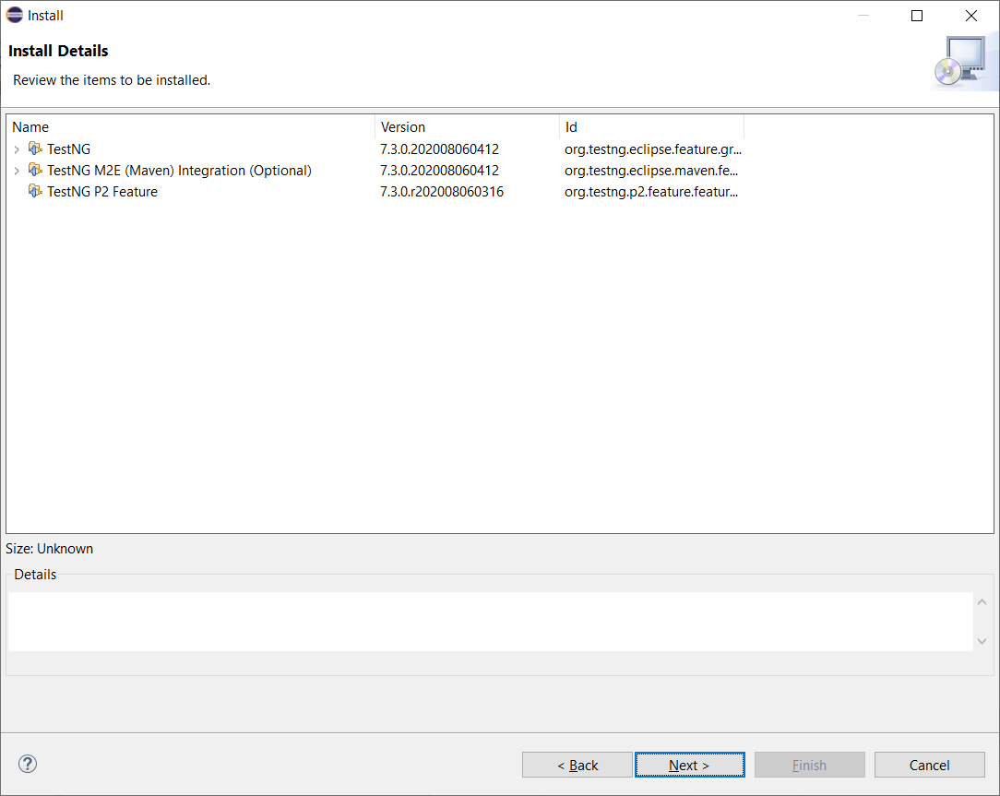 Install
Install Details
Review the items to be installed.
Name Version Id
TestNG 7.3.0.202008060412 org.testng.eclipse.feature.gr...
TestNG M2E (Maven) Integration (Optional) 7.3.0.202008060412 org.testng.eclipse.maven.fe...
TestNG P2 Feature 7.3.0.r202008060316 org.testng.p2.feature.featur...
Size: Unknown
Details
? < Back Next > Finish Cancel